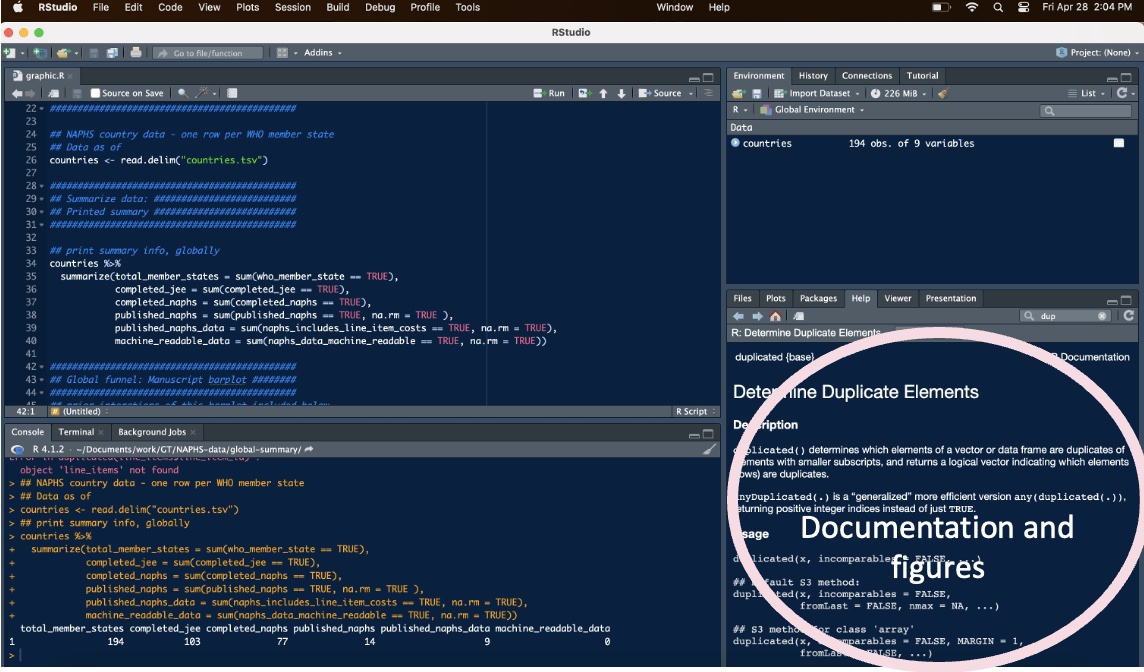 RStudio File Edit Code View Plots Session Build Debug Profile Tools Window Help Fri Apr 28 2:04 PM
RStudio
Go to file/function Addins Project: (None)
graphic.R
Source on Save Run Source
22 #############################################
23
24 ## NAPHS country data - one row per WHO member state
25 ## Data as of
26 countries <- read.delim("countries.tsv")
27
28 #############################################
29 ## Summarize data: ##########################
30 ## Printed summary ##########################
31 #############################################
32
33 ## print summary info, globally
34 countries %>%
35 summarize(total_member_states = sum(who_member_state == TRUE),
36 completed_jee = sum(completed_jee == TRUE),
37 completed_naphs = sum(completed_naphs == TRUE),
38 published_naphs = sum(published_naphs == TRUE, na.rm = TRUE ),
39 published_naphs_data = sum(naphs_includes_line_item_costs == TRUE, na.rm = TRUE),
40 machine_readable_data = sum(naphs_data_machine_readable == TRUE, na.rm = TRUE))
41
42 #############################################
43 ## Global funnel: Manuscript barplot ########
44 #############################################
42:1 (Untitled) R Script
Console Terminal Background Jobs
R 4.1.2 · ~/Documents/work/GT/NAPHS-data/global-summary/
object 'line_items' not found
> ## NAPHS country data - one row per WHO member state
> ## Data as of
> countries <- read.delim("countries.tsv")
> ## print summary info, globally
> countries %>%
+ summarize(total_member_states = sum(who_member_state == TRUE),
+ completed_jee = sum(completed_jee == TRUE),
+ completed_naphs = sum(completed_naphs == TRUE),
+ published_naphs = sum(published_naphs == TRUE, na.rm = TRUE ),
+ published_naphs_data = sum(naphs_includes_line_item_costs == TRUE, na.rm = TRUE),
+ machine_readable_data = sum(naphs_data_machine_readable == TRUE, na.rm = TRUE))
total_member_states completed_jee completed_naphs published_naphs published_naphs_data machine_readable_data
1 194 103 77 14 9 0
>
Environment History Connections Tutorial
Import Dataset 226 MiB List
R Global Environment
Data
countries 194 obs. of 9 variables
Files Plots Packages Help Viewer Presentation
dup
R: Determine Duplicate Elements
duplicated {base} Documentation
Determine Duplicate Elements
Description
duplicated() determines which elements of a vector or data frame are duplicates of
elements with smaller subscripts, and returns a logical vector indicating which elements
(rows) are duplicates.
anyDuplicated(.) is a "generalized" more efficient version any(duplicated(.)),
returning positive integer indices instead of just TRUE.
Documentation and
figures
Usage
duplicated(x, incomparables = FALSE, ...)
## Default S3 method:
duplicated(x, incomparables = FALSE,
fromLast = FALSE, nmax = NA, ...)
## S3 method for class 'array'
duplicated(x, incomparables = FALSE, MARGIN = 1,
fromLast = FALSE, ...)